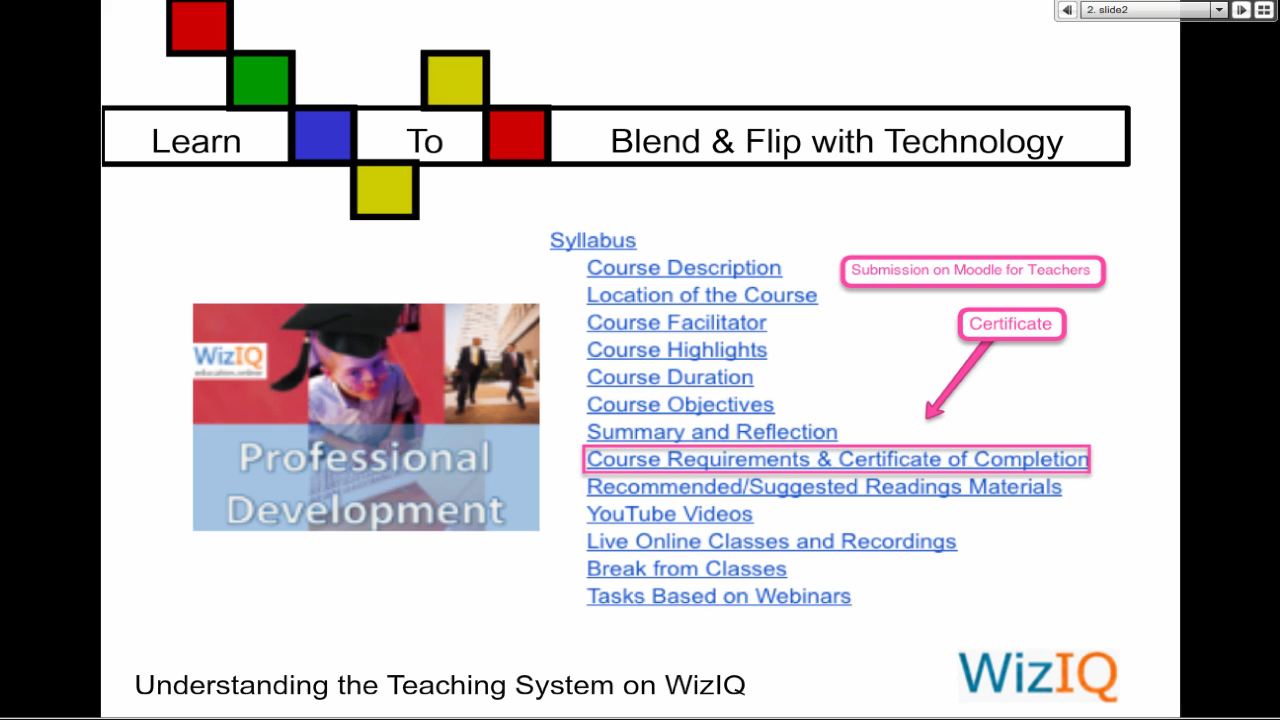 2. slide2
Learn To Blend & Flip with Technology
Syllabus
Course Description
Submission on Moodle for Teachers
Location of the Course
Course Facilitator
Certificate
Course Highlights
Course Duration
Course Objectives
Summary and Reflection
Course Requirements & Certificate of Completion
Recommended/Suggested Readings Materials
YouTube Videos
Live Online Classes and Recordings
Break from Classes
Tasks Based on Webinars
WizIQ
education.online
Professional
Development
Understanding the Teaching System on WizIQ
WizIQ